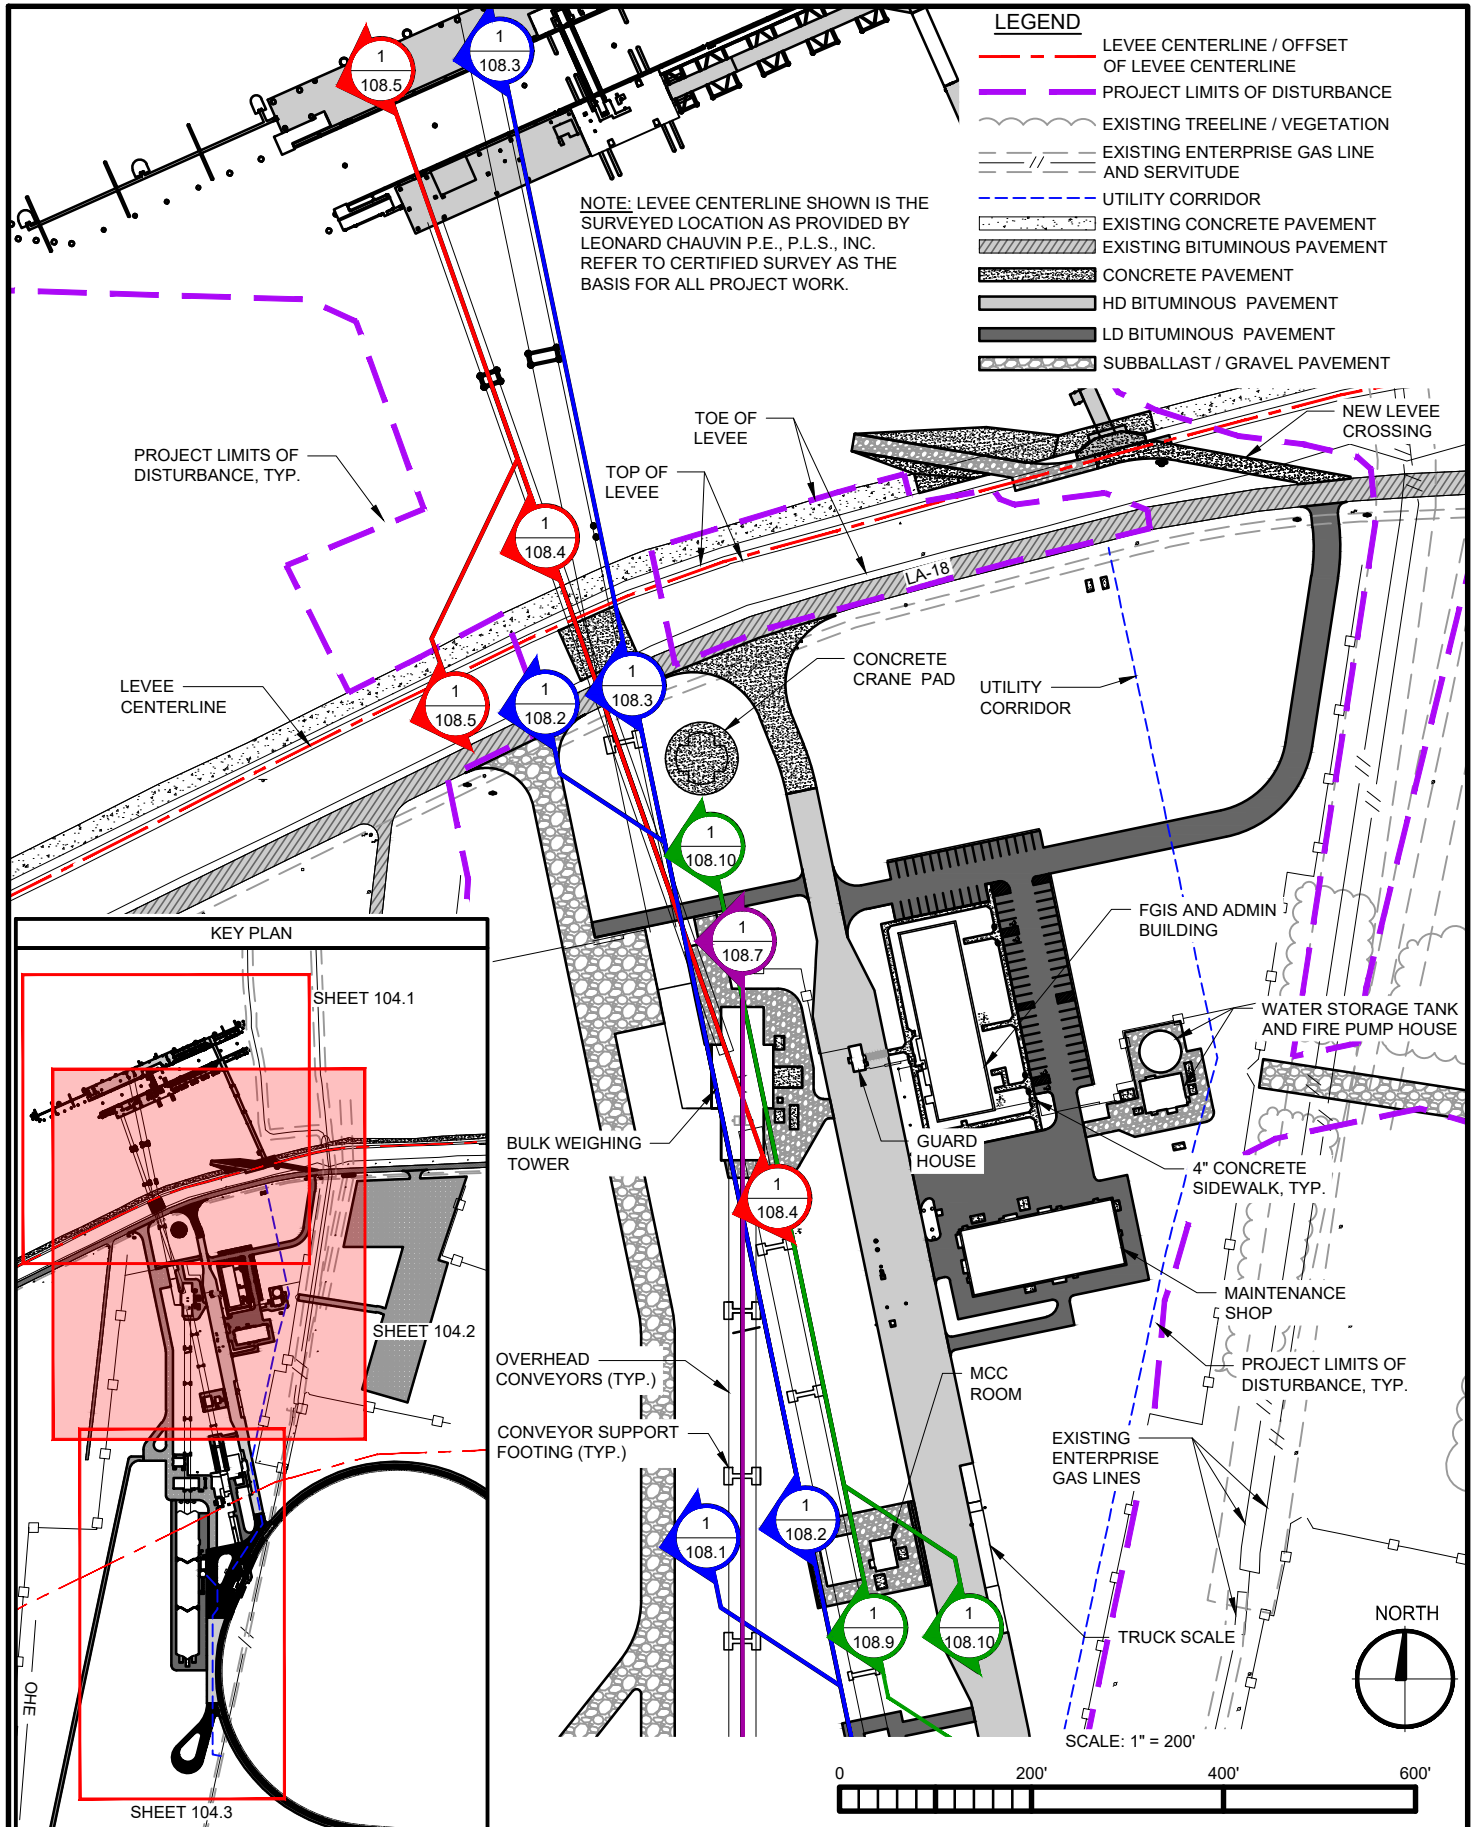 LEGEND
LEVEE CENTERLINE / OFFSET
OF LEVEE CENTERLINE
PROJECT LIMITS OF DISTURBANCE
EXISTING TREELINE / VEGETATION
EXISTING ENTERPRISE GAS LINE
AND SERVITUDE
UTILITY CORRIDOR
EXISTING CONCRETE PAVEMENT
EXISTING BITUMINOUS PAVEMENT
CONCRETE PAVEMENT
HD BITUMINOUS PAVEMENT
LD BITUMINOUS PAVEMENT
SUBBALLAST / GRAVEL PAVEMENT
1
108.5
1
108.3
NOTE: LEVEE CENTERLINE SHOWN IS THE
SURVEYED LOCATION AS PROVIDED BY
LEONARD CHAUVIN P.E., P.L.S., INC.
REFER TO CERTIFIED SURVEY AS THE
BASIS FOR ALL PROJECT WORK.
TOE OF
LEVEE
NEW LEVEE
CROSSING
PROJECT LIMITS OF
DISTURBANCE, TYP.
TOP OF
LEVEE
1
108.4
LA-18
LEVEE
CENTERLINE
1
108.5
1
108.2
1
108.3
CONCRETE
CRANE PAD
UTILITY
CORRIDOR
1
108.10
1
108.7
FGIS AND ADMIN
BUILDING
WATER STORAGE TANK
AND FIRE PUMP HOUSE
BULK WEIGHING
TOWER
GUARD
HOUSE
4" CONCRETE
SIDEWALK, TYP.
1
108.4
MAINTENANCE
SHOP
OVERHEAD
CONVEYORS (TYP.)
MCC
ROOM
PROJECT LIMITS OF
DISTURBANCE, TYP.
CONVEYOR SUPPORT
FOOTING (TYP.)
EXISTING
ENTERPRISE
GAS LINES
1
108.1
1
108.2
1
108.9
1
108.10
TRUCK SCALE
NORTH
SCALE: 1" = 200'
0
200'
400'
600'
KEY PLAN
SHEET 104.1
SHEET 104.2
SHEET 104.3
OHE